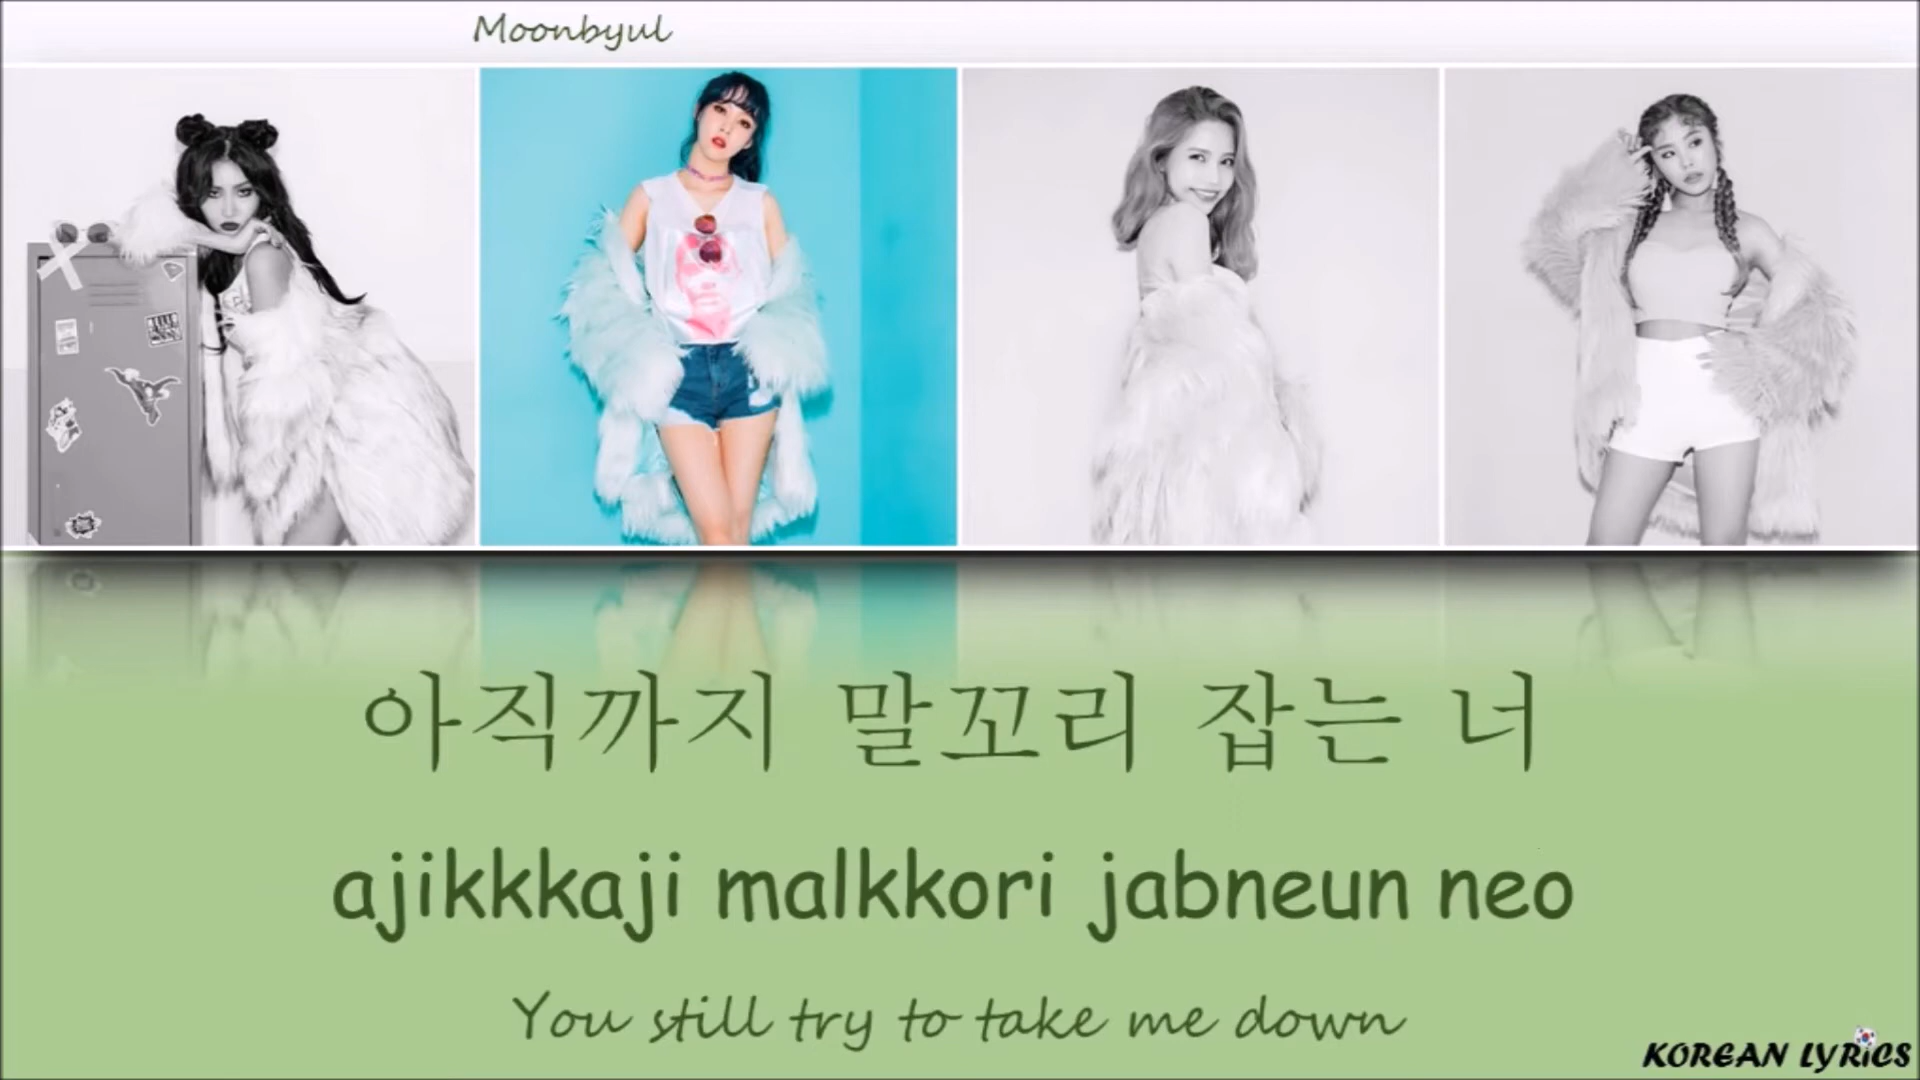 Moonbyul
아직까지 말꼬리 잡는 너
ajikkkaji malkkori jabneun neo
You still try to take me down
KOREAN LYRICS